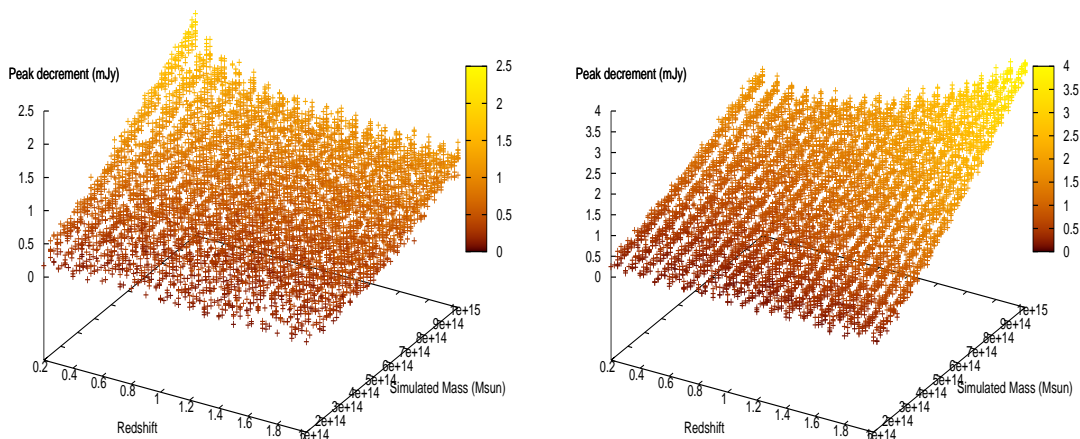 Peak decrement (mJy)
2.5
2
1.5
1
0.5
0
2.5
2
1.5
1
0.5
0
1e+15
9e+14
8e+14
7e+14
6e+14
5e+14
4e+14
3e+14
2e+14
Simulated Mass (Msun)
0.2
0.4
0.6
0.8
1
1.2
1.4
1.6
1.8
Redshift
Peak decrement (mJy)
4
3.5
3
2.5
2
1.5
1
0.5
0
4
3.5
3
2.5
2
1.5
1
0.5
0
1e+15
9e+14
8e+14
7e+14
6e+14
5e+14
4e+14
3e+14
2e+14
Simulated Mass (Msun)
0.2
0.4
0.6
0.8
1
1.2
1.4
1.6
1.8
Redshift